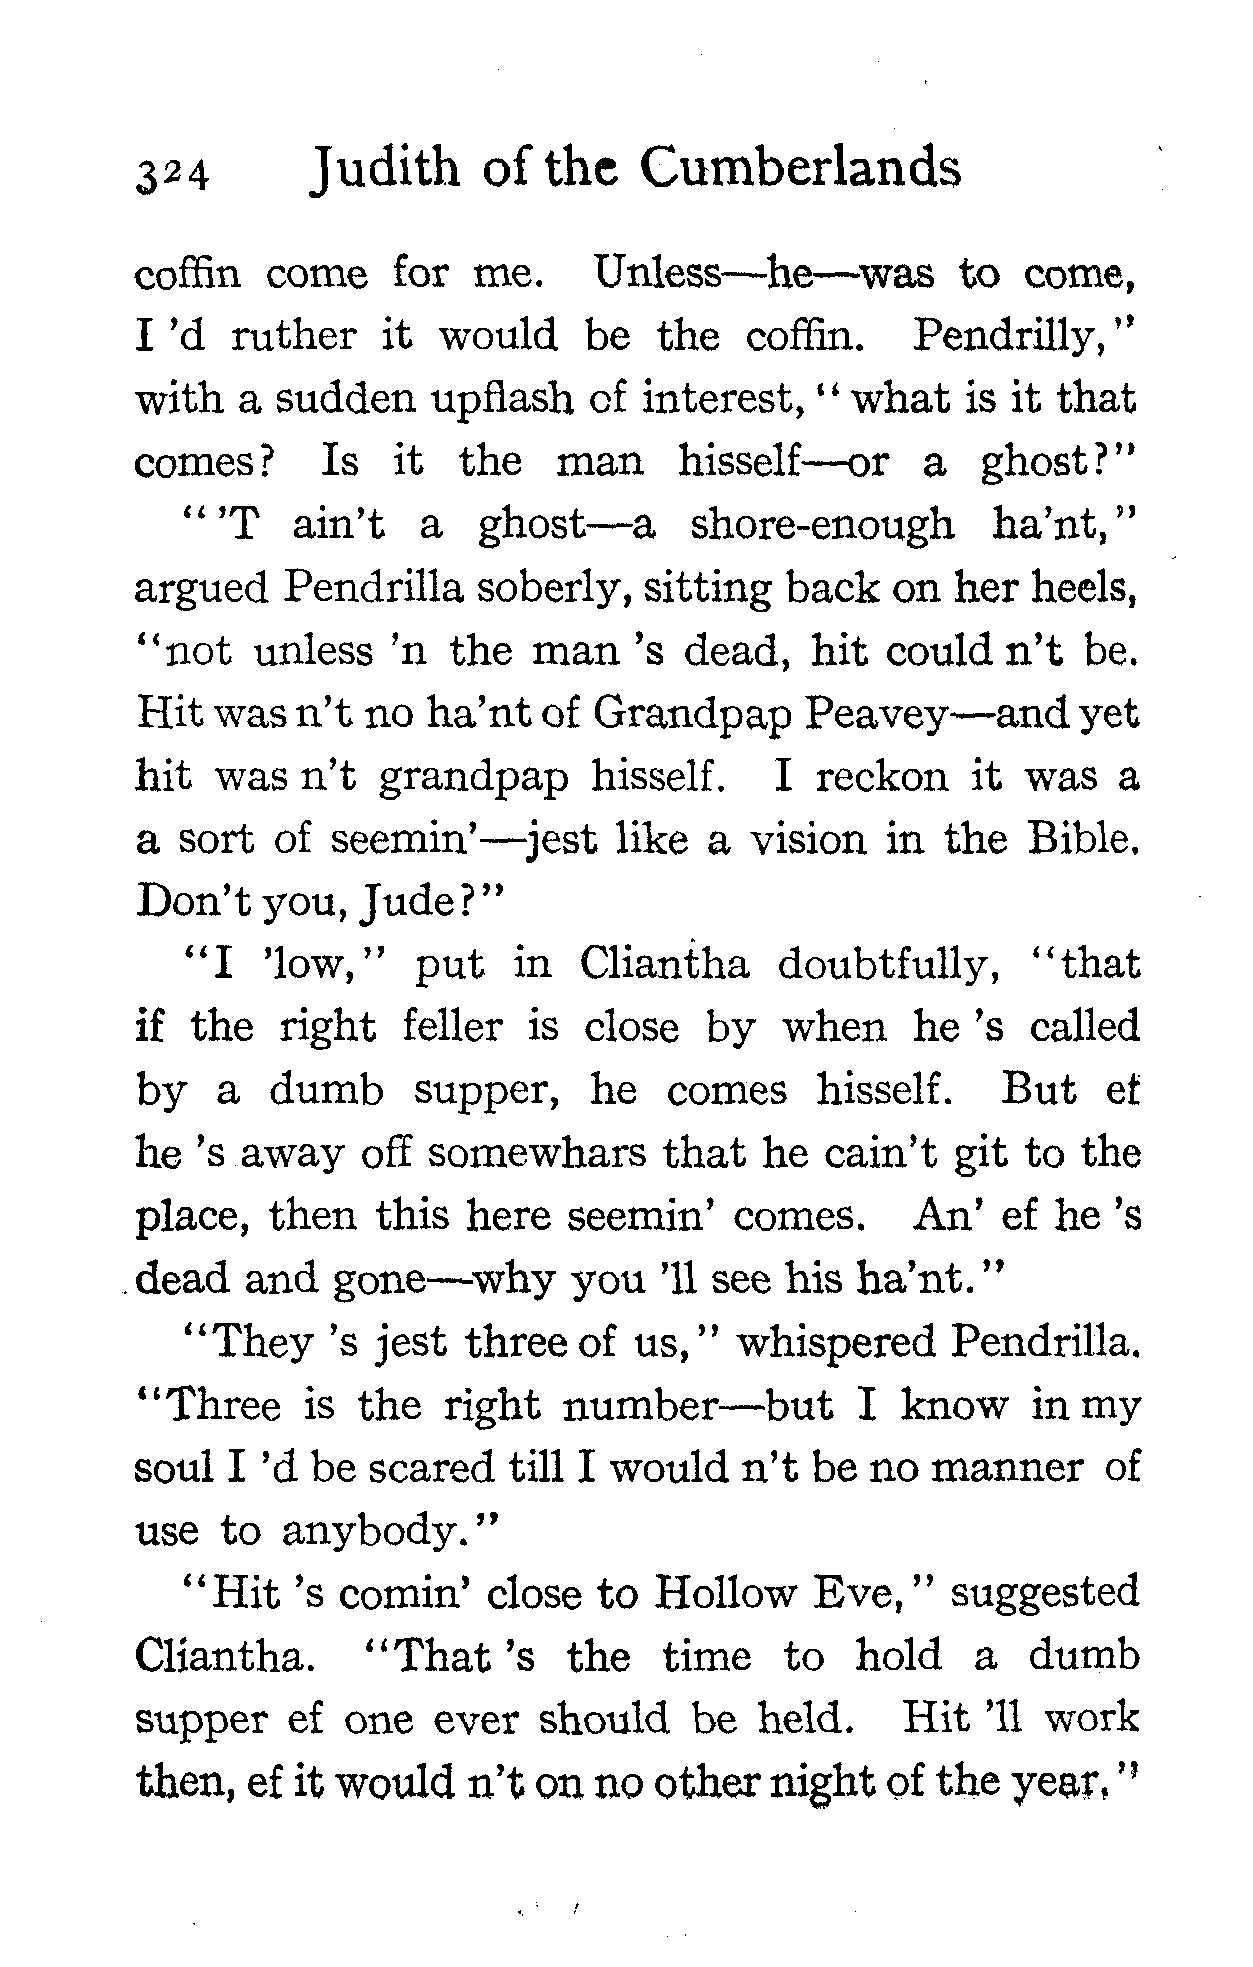 324 Judith of the Cumberlands
coffin come for me. Unless—he—was to come,
I 'd ruther it would be the coffin. Pendrilly,"
with a sudden upflash of interest, "what is it that
comes? Is it the man hisself—or a ghost?"
"'T ain't a ghost—a shore-enough ha'nt,"
argued Pendrilla soberly, sitting back on her heels,
"not unless 'n the man 's dead, hit could n't be.
Hit was n't no ha'nt of Grandpap Peavey—and yet
hit was n't grandpap hisself. I reckon it was a
a sort of seemin'—jest like a vision in the Bible.
Don't you, Jude?"
"I 'low," put in Cliantha doubtfully, "that
if the right feller is close by when he 's called
by a dumb supper, he comes hisself. But ef
he 's away off somewhars that he cain't git to the
place, then this here seemin' comes. An' ef he 's
dead and gone—why you 'll see his ha'nt."
"They 's jest three of us," whispered Pendrilla.
"Three is the right number—but I know in my
soul I 'd be scared till I would n't be no manner of
use to anybody."
"Hit 's comin' close to Hollow Eve," suggested
Cliantha. "That 's the time to hold a dumb
supper ef one ever should be held. Hit 'll work
then, ef it would n't on no other night of the year."